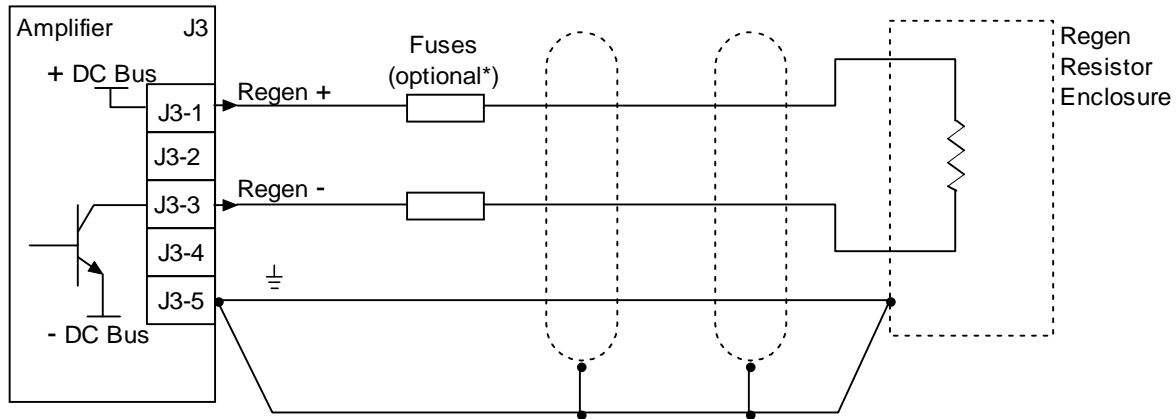 Amplifier J3
+ DC Bus
J3-1
J3-2
J3-3
J3-4
J3-5
- DC Bus
Regen +
Regen -
Fuses
(optional*)
Regen
Resistor
Enclosure